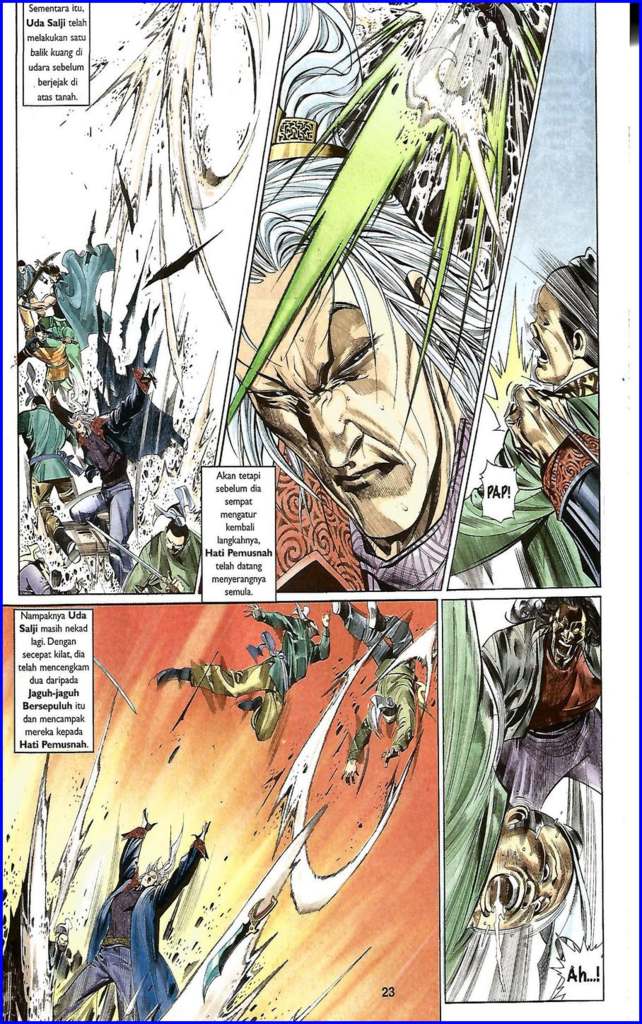 Sementara itu,
Uda Salji telah
melakukan satu
balik kuang di
udara sebelum
berjejak di
atas tanah.
Akan tetapi
sebelum dia
sempat
mengatur
kembali
langkahnya,
Hati Pemusnah
telah datang
menyerangnya
semula.
PAP!
Nampaknya Uda
Salji masih nekad
lagi. Dengan
secepat kilat, dia
telah mencengkam
dua daripada
Jaguh-jaguh
Bersepuluh itu
dan mencampak
mereka kepada
Hati Pemusnah.
Ah...!
23